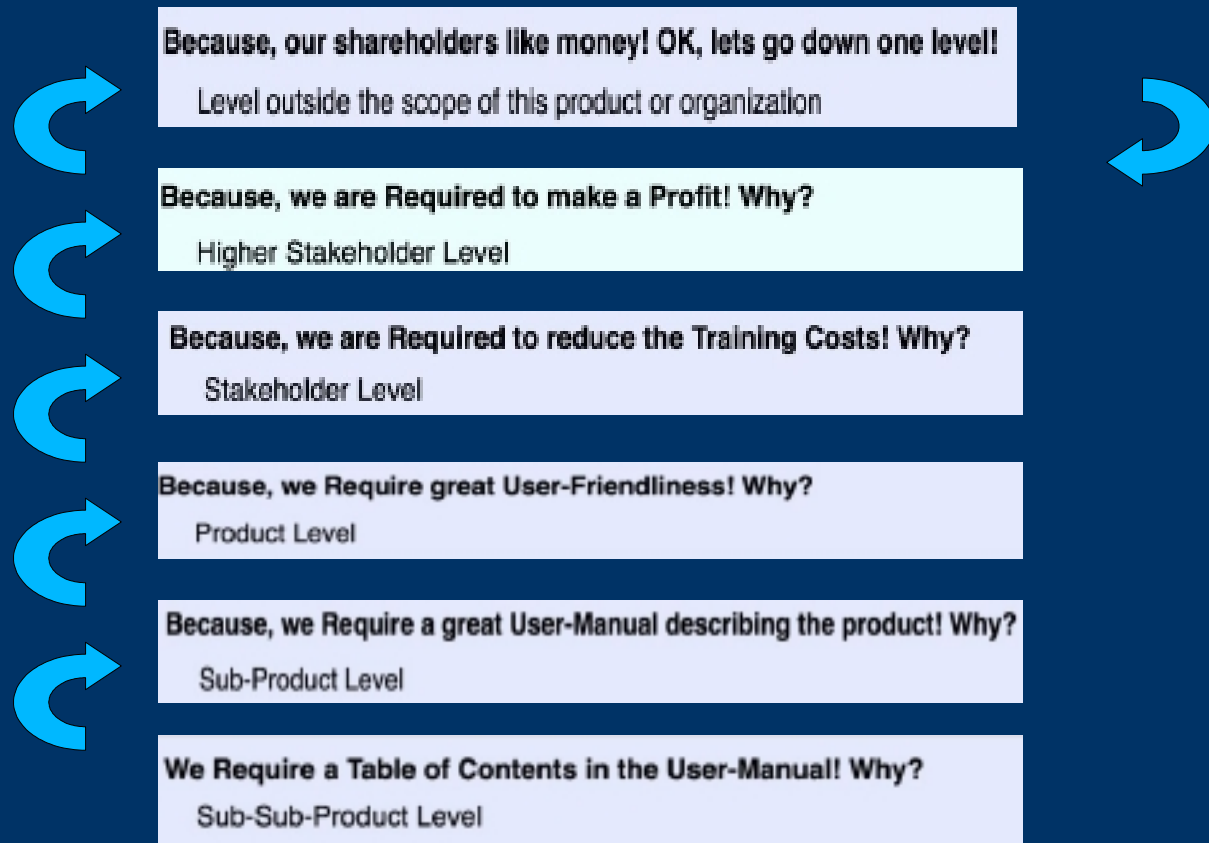 Because, our shareholders like money! OK, lets go down one level!
Level outside the scope of this product or organization
Because, we are Required to make a Profit! Why?
Higher Stakeholder Level
Because, we are Required to reduce the Training Costs! Why?
Stakeholder Level
Because, we Require great User-Friendliness! Why?
Product Level
Because, we Require a great User-Manual describing the product! Why?
Sub-Product Level
We Require a Table of Contents in the User-Manual! Why?
Sub-Sub-Product Level